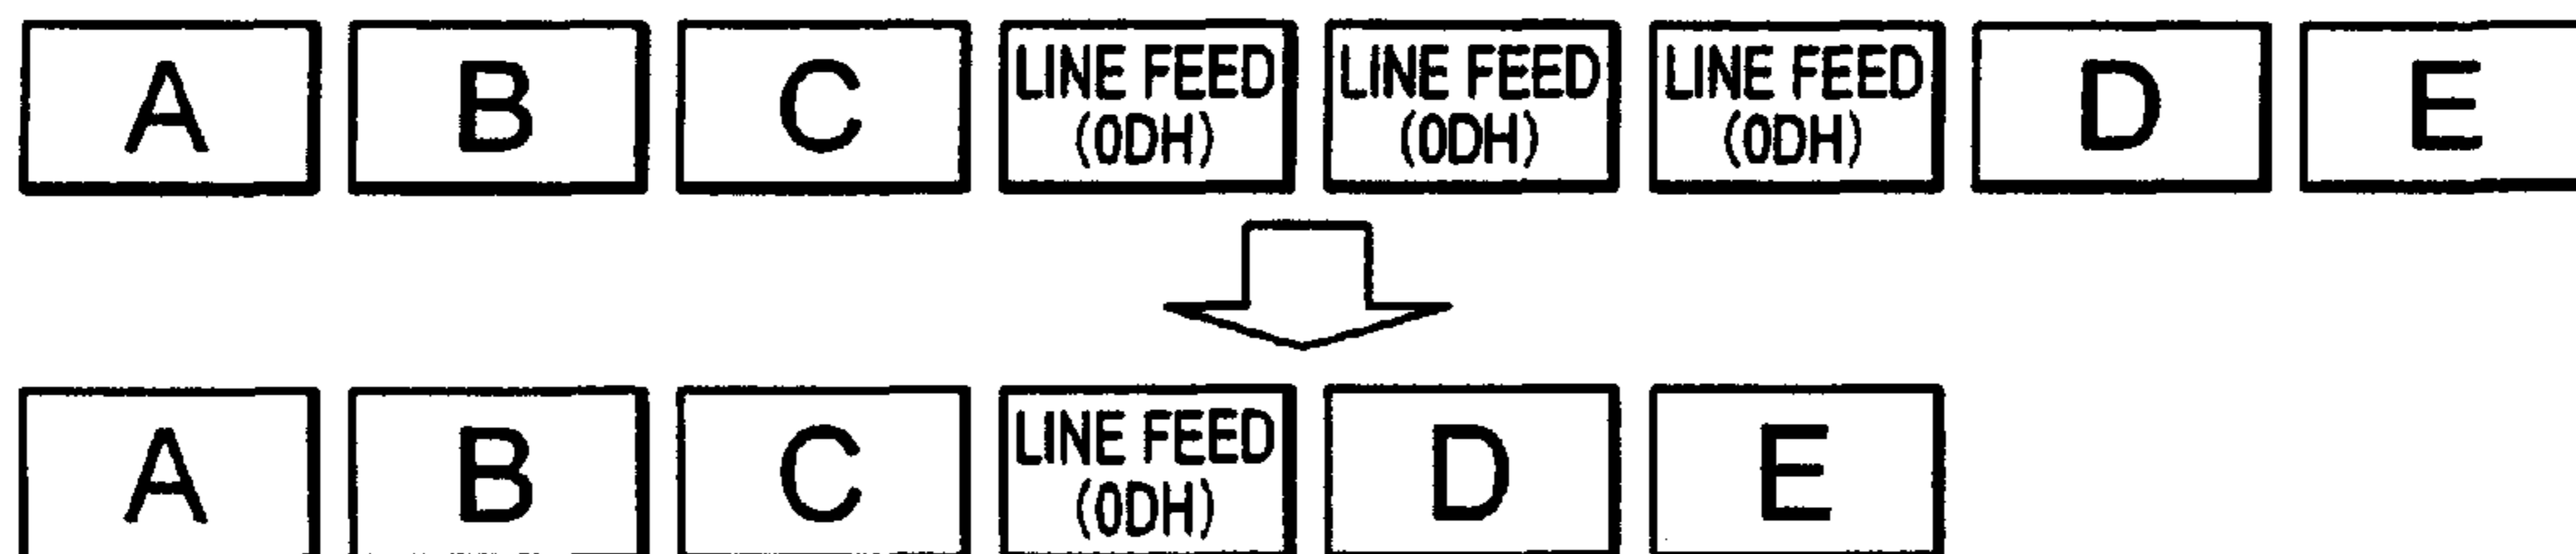 A B C LINE FEED (0DH) LINE FEED (0DH) LINE FEED (0DH) D E
A B C LINE FEED (0DH) D E